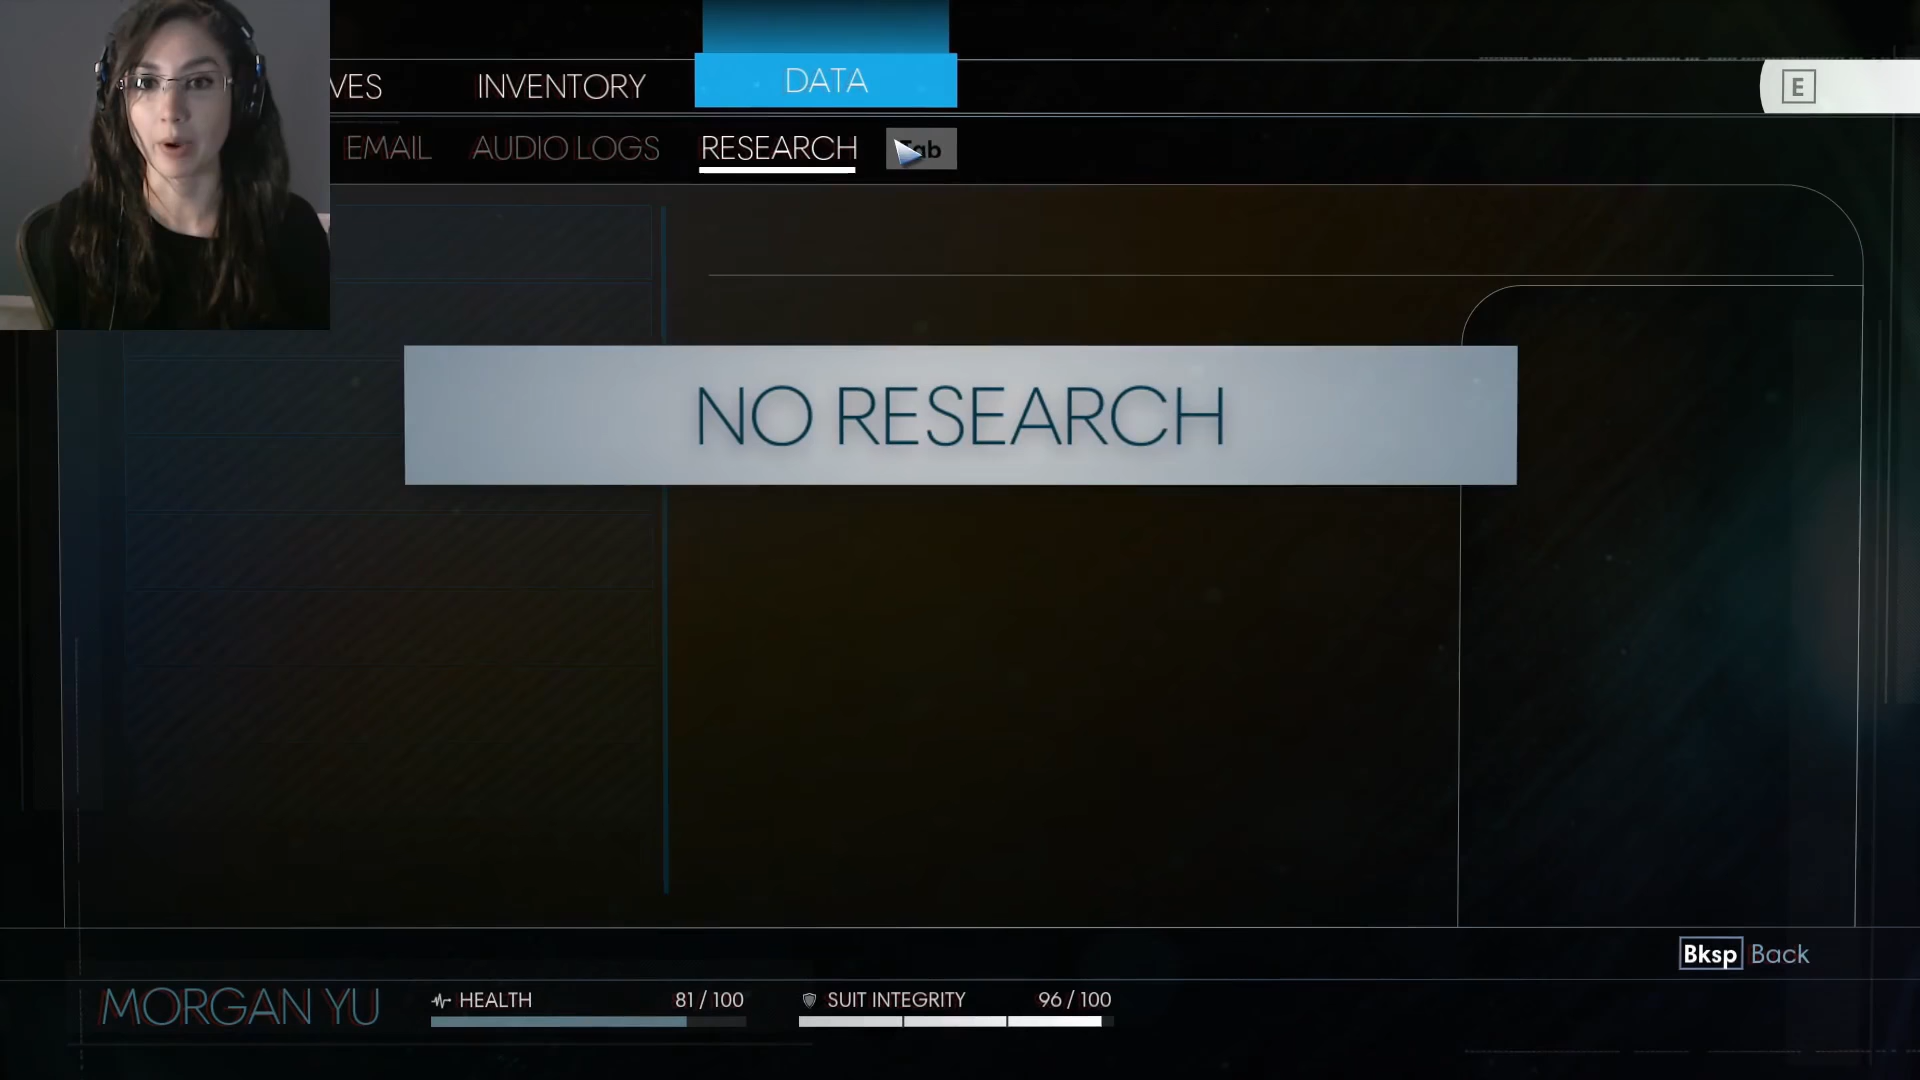 VES INVENTORY DATA E
EMAIL AUDIO LOGS RESEARCH
NO RESEARCH
Bksp Back
MORGAN YU HEALTH 81 / 100 SUIT INTEGRITY 96 / 100